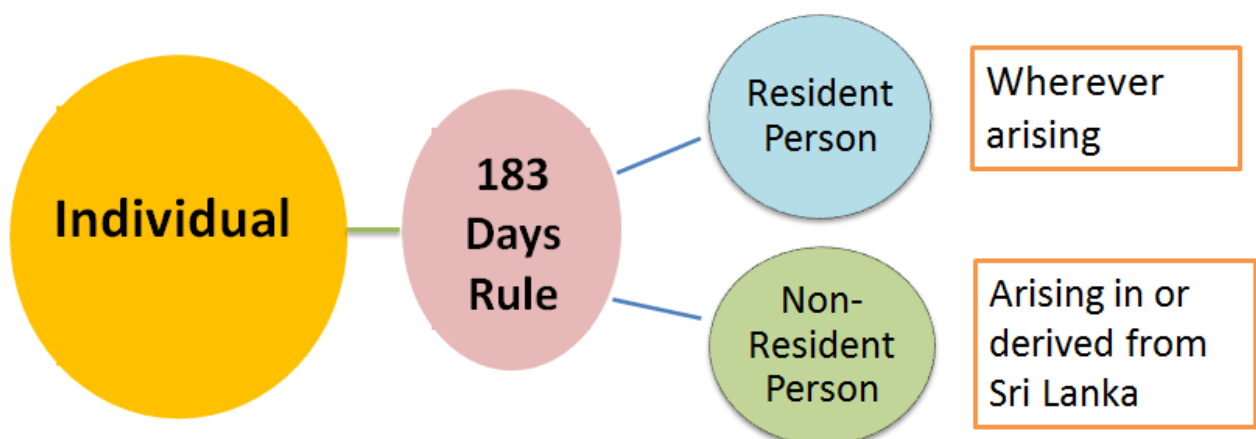 Individual
183
Days
Rule
Resident
Person
Wherever
arising
Non-
Resident
Person
Arising in or
derived from
Sri Lanka